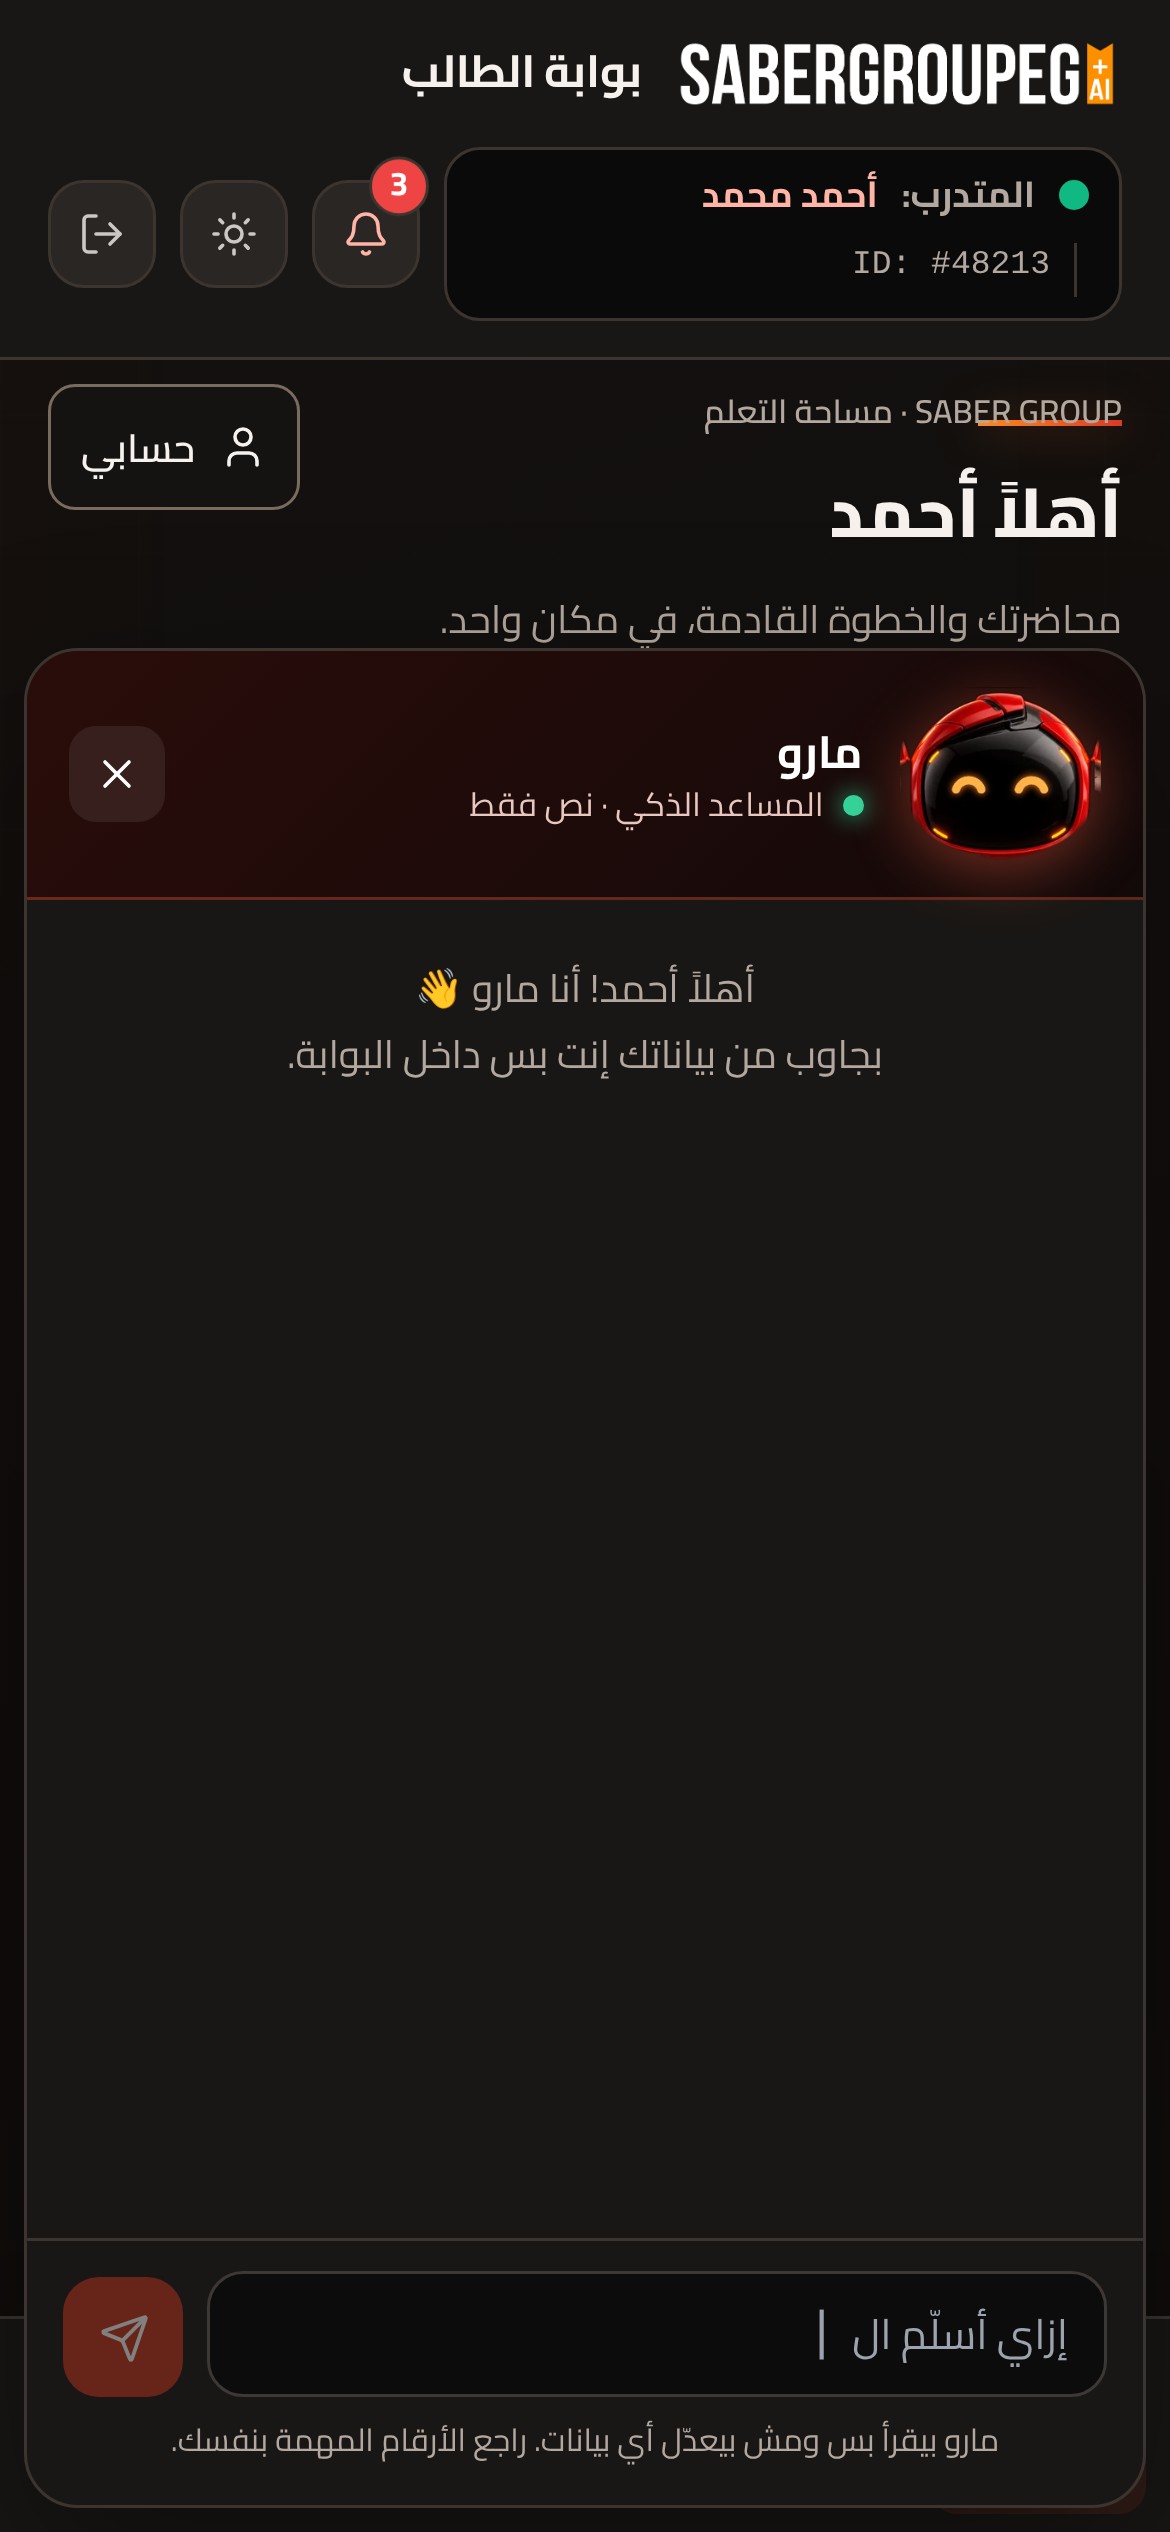 SABERGROUPEG +AI بوابة الطالب
المتدرب: أحمد محمد
ID: #48213
3
SABER GROUP · مساحة التعلم
حسابي
أهلاً أحمد
محاضرتك والخطوة القادمة، في مكان واحد.
مارو
المساعد الذكي · نص فقط
أهلاً أحمد! أنا مارو 👋
بجاوب من بياناتك إنت بس داخل البوابة.
إزاي أسلّم ال
مارو بيقرأ بس ومش بيعدّل أي بيانات. راجع الأرقام المهمة بنفسك.